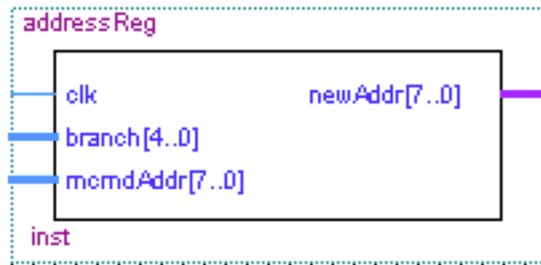 addressReg
clk newAddr[7..0]
branch[4..0]
mcmdAddr[7..0]
inst